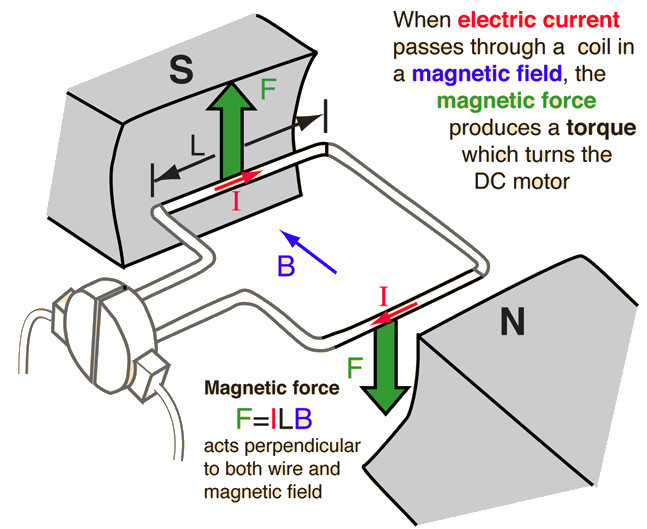 When electric current
passes through a coil in
a magnetic field, the
magnetic force
produces a torque
which turns the
DC motor
S
F
L
I
B
I
N
F
Magnetic force
F=ILB
acts perpendicular
to both wire and
magnetic field